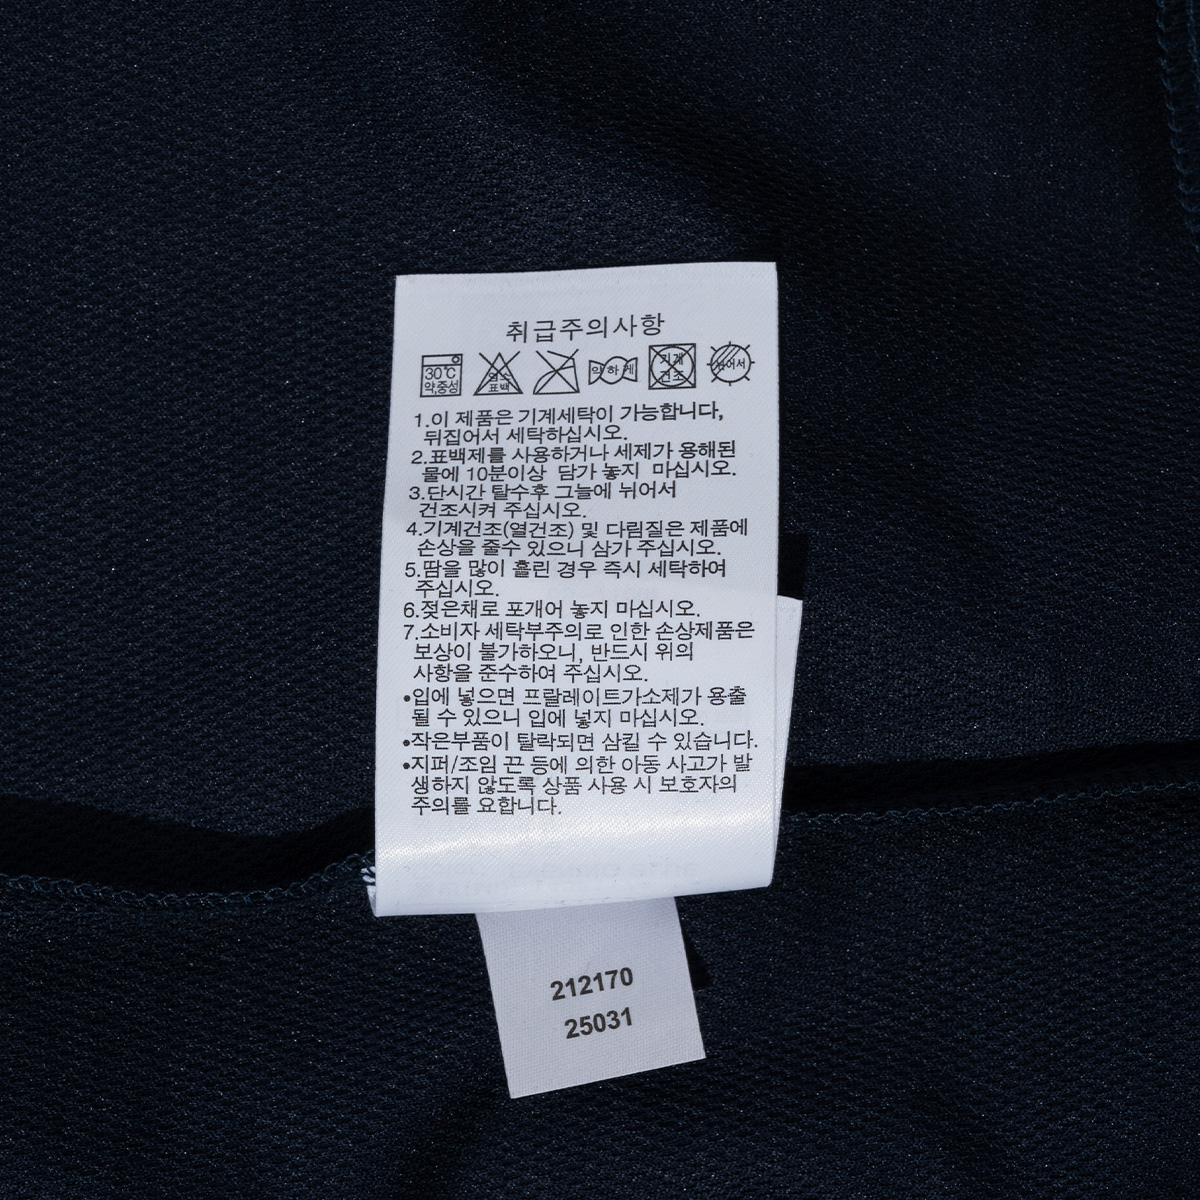 취급주의사항
30℃
약,중성
염소
표백
약하게
기계
건조
뉘어서
1.이 제품은 기계세탁이 가능합니다,
뒤집어서 세탁하십시오.
2.표백제를 사용하거나 세제가 용해된
물에 10분이상 담가 놓지 마십시오.
3.단시간 탈수후 그늘에 뉘어서
건조시켜 주십시오.
4.기계건조(열건조) 및 다림질은 제품에
손상을 줄수 있으니 삼가 주십시오.
5.땀을 많이 흘린 경우 즉시 세탁하여
주십시오.
6.젖은채로 포개어 놓지 마십시오.
7.소비자 세탁부주의로 인한 손상제품은
보상이 불가하오니, 반드시 위의
사항을 준수하여 주십시오.
•입에 넣으면 프탈레이트가소제가 용출
될 수 있으니 입에 넣지 마십시오.
•작은부품이 탈락되면 삼킬 수 있습니다.
•지퍼/조임 끈 등에 의한 아동 사고가 발
생하지 않도록 상품 사용 시 보호자의
주의를 요합니다.
212170
25031